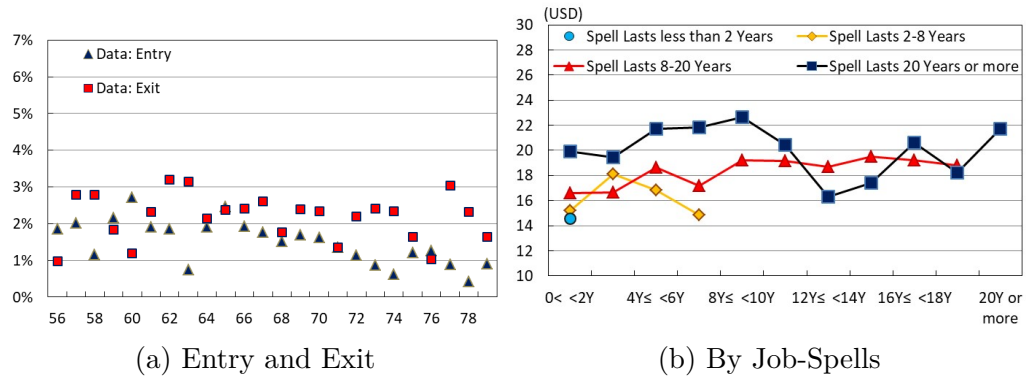 7%
6%
5%
4%
3%
2%
1%
0%
Data: Entry
Data: Exit
56 58 60 62 64 66 68 70 72 74 76 78
(a) Entry and Exit
(USD)
30
28
26
24
22
20
18
16
14
12
10
Spell Lasts less than 2 Years Spell Lasts 2-8 Years
Spell Lasts 8-20 Years Spell Lasts 20 Years or more
0< <2Y 4Y≤ <6Y 8Y≤ <10Y 12Y≤ <14Y 16Y≤ <18Y 20Y or
more
(b) By Job-Spells